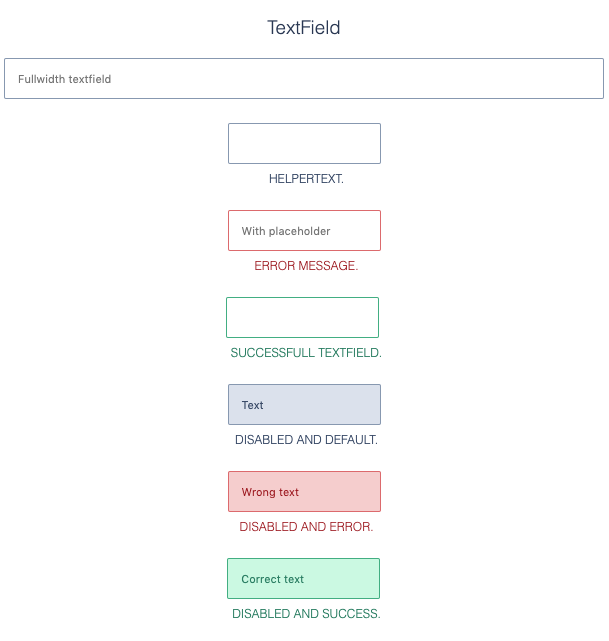 TextField
Fullwidth textfield
HELPERTEXT.
With placeholder
ERROR MESSAGE.
SUCCESSFULL TEXTFIELD.
Text
DISABLED AND DEFAULT.
Wrong text
DISABLED AND ERROR.
Correct text
DISABLED AND SUCCESS.